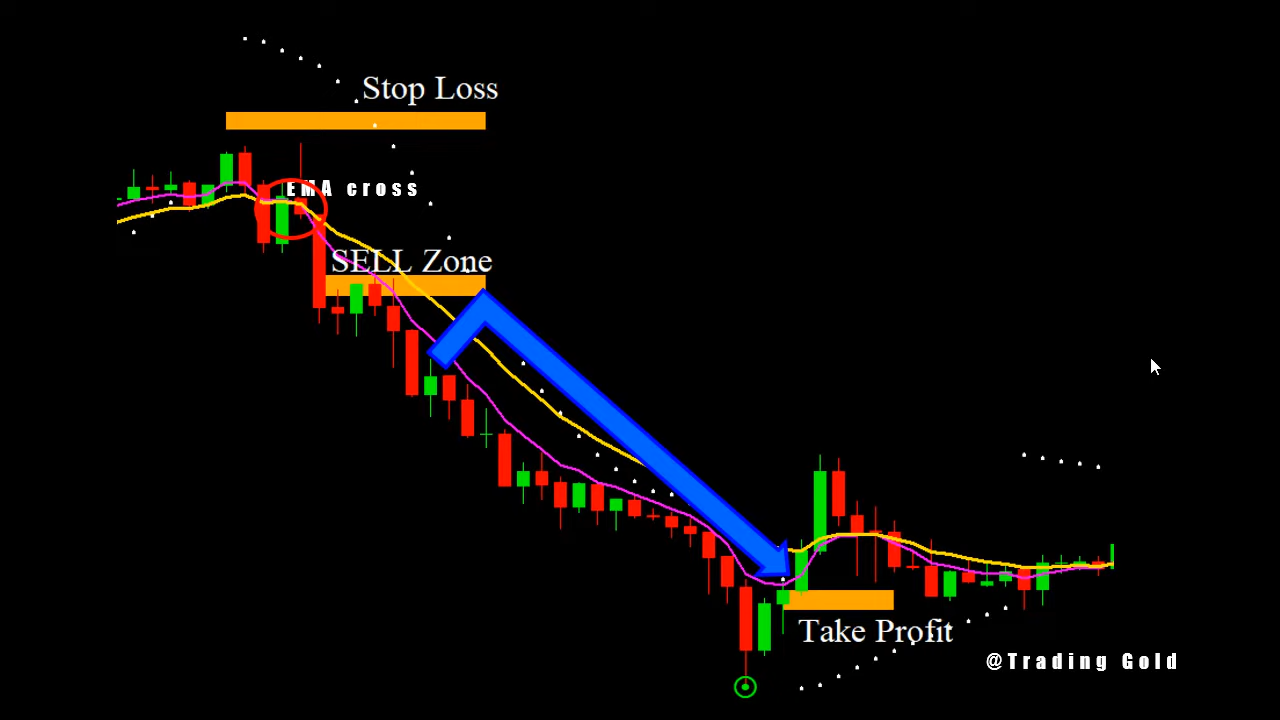 Stop Loss
EMA cross
SELL Zone
Take Profit
@Trading Gold